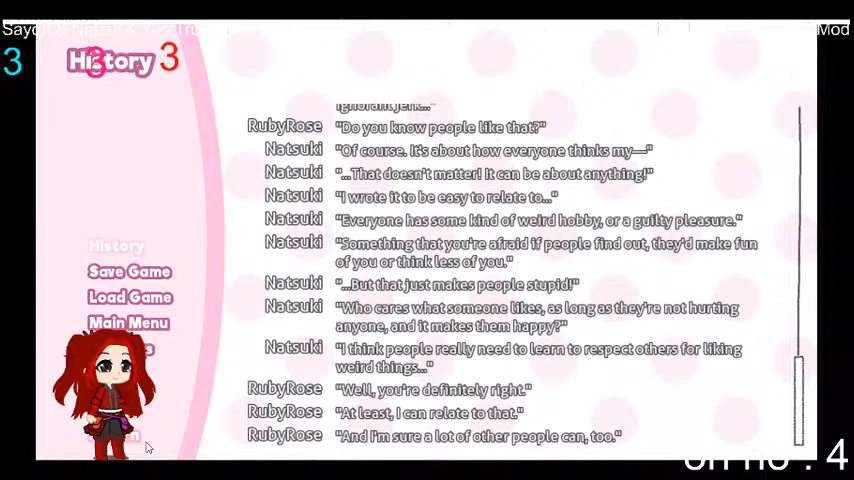 Mod
3
History
3
3
ignorant jerk..."
RubyRose "Do you know people like that?"
Natsuki "Of course. It's about how everyone thinks my—"
Natsuki "...That doesn't matter! It can be about anything!"
Natsuki "I wrote it to be easy to relate to..."
Natsuki "Everyone has some kind of weird hobby, or a guilty pleasure."
Natsuki "Something that you're afraid if people find out, they'd make fun
of you or think less of you."
Natsuki "...But that just makes people stupid!"
Natsuki "Who cares what someone likes, as long as they're not hurting
anyone, and it makes them happy?"
Natsuki "I think people really need to learn to respect others for liking
weird things..."
RubyRose "Well, you're definitely right."
RubyRose "At least, I can relate to that."
RubyRose "And I'm sure a lot of other people can, too."
History
Save Game
Load Game
Main Menu
oh no : 4